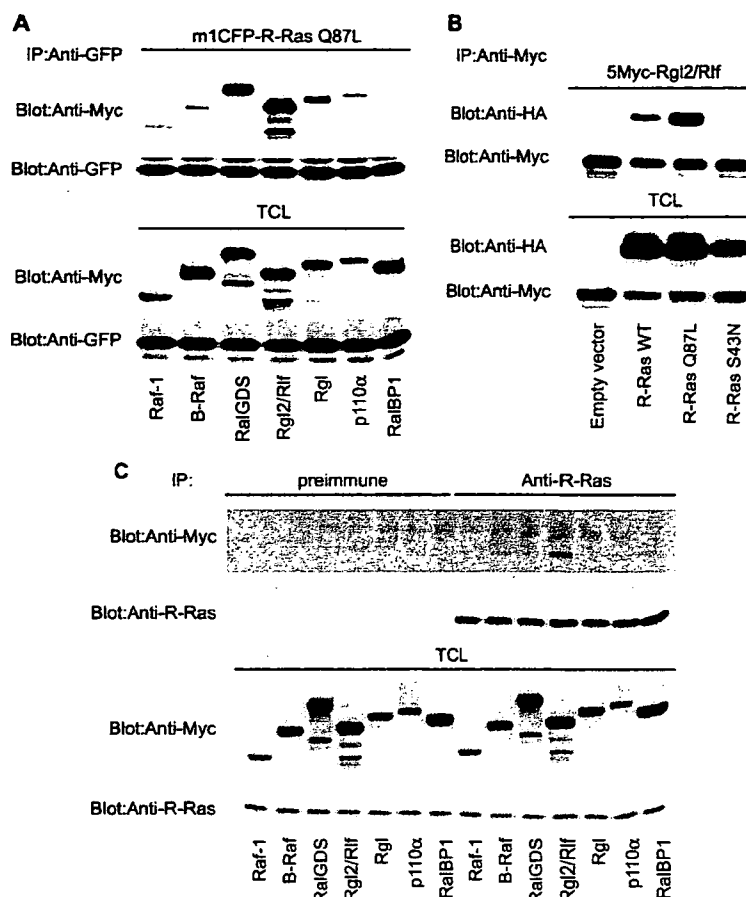 A
m1CFP-R-Ras Q87L
IP:Anti-GFP
Blot:Anti-Myc
Blot:Anti-GFP
TCL
Blot:Anti-Myc
Blot:Anti-GFP
Raf-1
B-Raf
RalGDS
Rgl2/Rlf
Rgl
p110α
RalBP1
B
IP:Anti-Myc
5Myc-Rgl2/Rlf
Blot:Anti-HA
Blot:Anti-Myc
TCL
Blot:Anti-HA
Blot:Anti-Myc
Empty vector
R-Ras WT
R-Ras Q87L
R-Ras S43N
C
IP:
preimmune
Anti-R-Ras
Blot:Anti-Myc
Blot:Anti-R-Ras
TCL
Blot:Anti-Myc
Blot:Anti-R-Ras
Raf-1
B-Raf
RalGDS
Rgl2/Rlf
Rgl
p110α
RalBP1
Raf-1
B-Raf
RalGDS
Rgl2/Rlf
Rgl
p110α
RalBP1